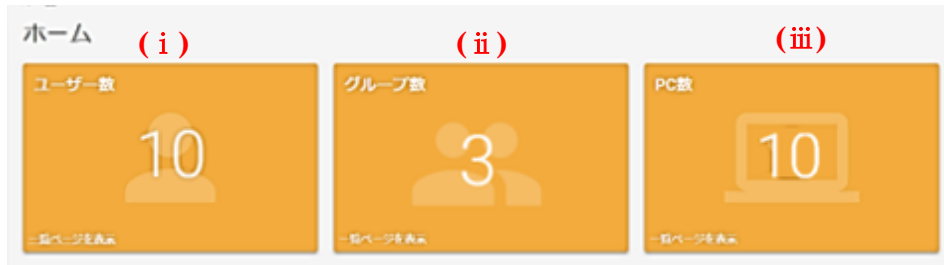 ホーム
(ⅰ) (ⅱ) (ⅲ)
ユーザー数 グループ数 PC数
10 3 10
一覧ページを表示 一覧ページを表示 一覧ページを表示